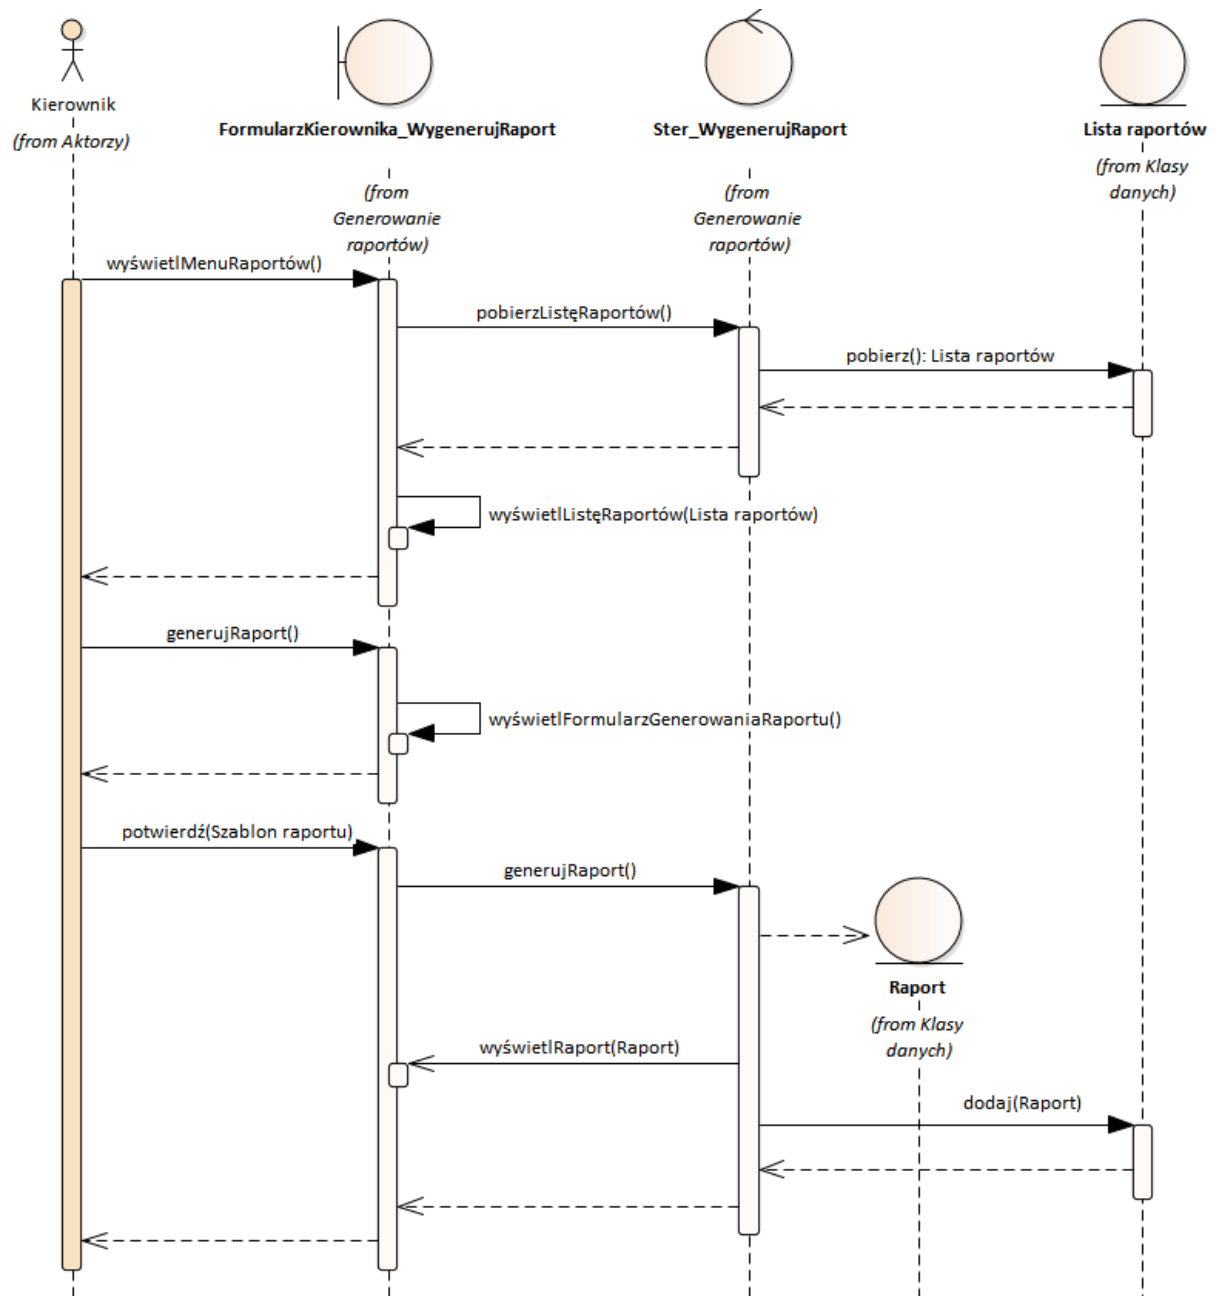 Kierownik
(from Aktorzy)
FormularzKierownika_WygenerujRaport
(from
Generowanie
raportów)
Ster_WygenerujRaport
(from
Generowanie
raportów)
Lista raportów
(from Klasy
danych)
wyświetlMenuRaportów()
pobierzListęRaportów()
pobierz(): Lista raportów
wyświetlListęRaportów(Lista raportów)
generujRaport()
wyświetlFormularzGenerowaniaRaportu()
potwierdź(Szablon raportu)
generujRaport()
Raport
(from Klasy
danych)
wyświetlRaport(Raport)
dodaj(Raport)